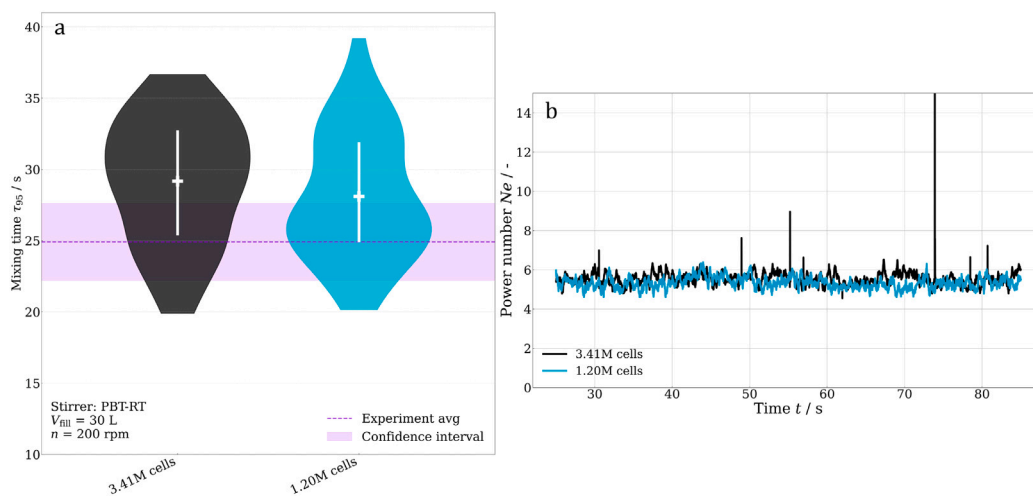 a
40
35
30
25
20
15
10
Mixing time τ95 / s
Stirrer: PBT-RT
Vfill = 30 L
n = 200 rpm
Experiment avg
Confidence interval
3.41M cells
1.20M cells
b
14
12
10
8
6
4
2
0
Power number Ne / -
3.41M cells
1.20M cells
30
40
50
60
70
80
Time t / s